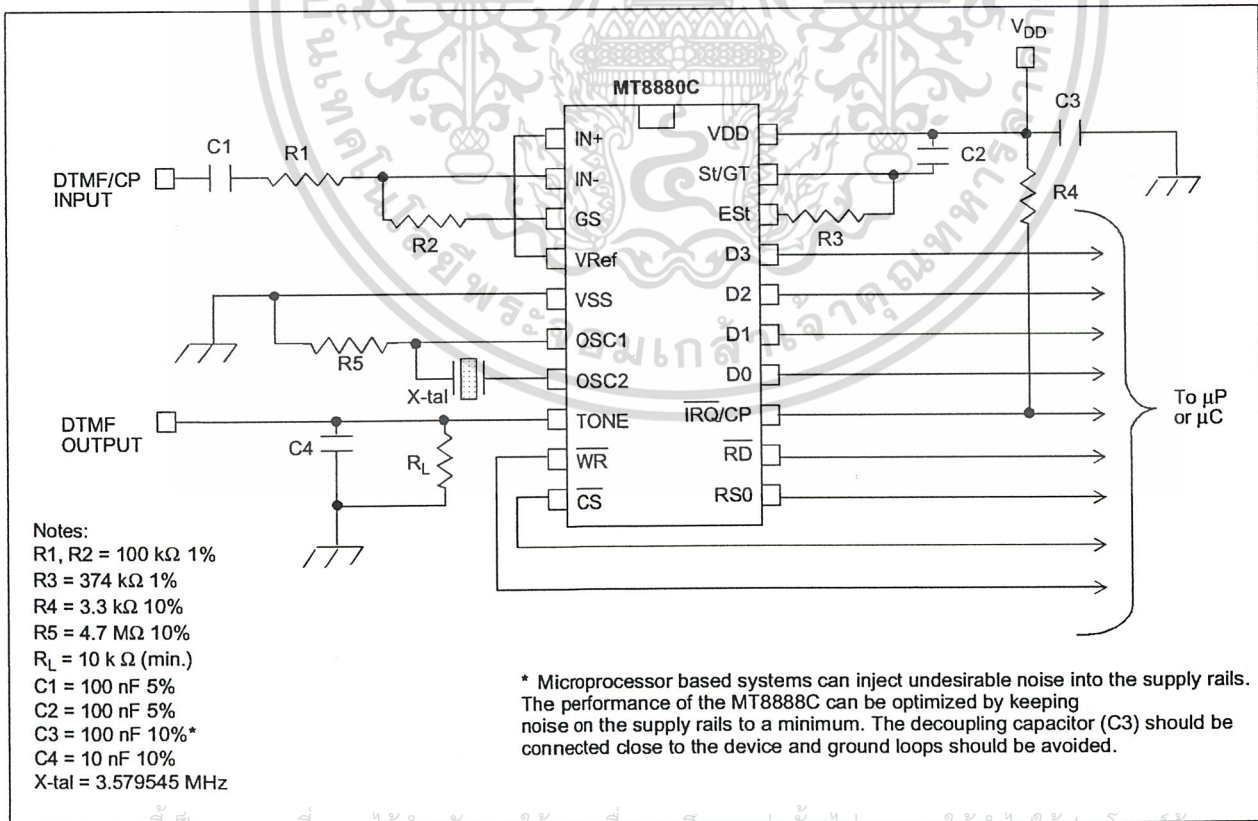 V_DD
MT8880C
C3
C1
R1
IN+
VDD
C2
DTMF/CP
INPUT
IN-
St/GT
R4
R2
GS
ESt
R3
VRef
D3
VSS
D2
OSC1
D1
R5
OSC2
D0
X-tal
TONE
IRQ/CP
To µP
or µC
DTMF
OUTPUT
C4
R_L
WR
RD
CS
RS0
Notes:
R1, R2 = 100 kΩ 1%
R3 = 374 kΩ 1%
R4 = 3.3 kΩ 10%
R5 = 4.7 MΩ 10%
R_L = 10 k Ω (min.)
C1 = 100 nF 5%
C2 = 100 nF 5%
C3 = 100 nF 10%*
C4 = 10 nF 10%
X-tal = 3.579545 MHz
* Microprocessor based systems can inject undesirable noise into the supply rails.
The performance of the MT8888C can be optimized by keeping
noise on the supply rails to a minimum. The decoupling capacitor (C3) should be
connected close to the device and ground loops should be avoided.